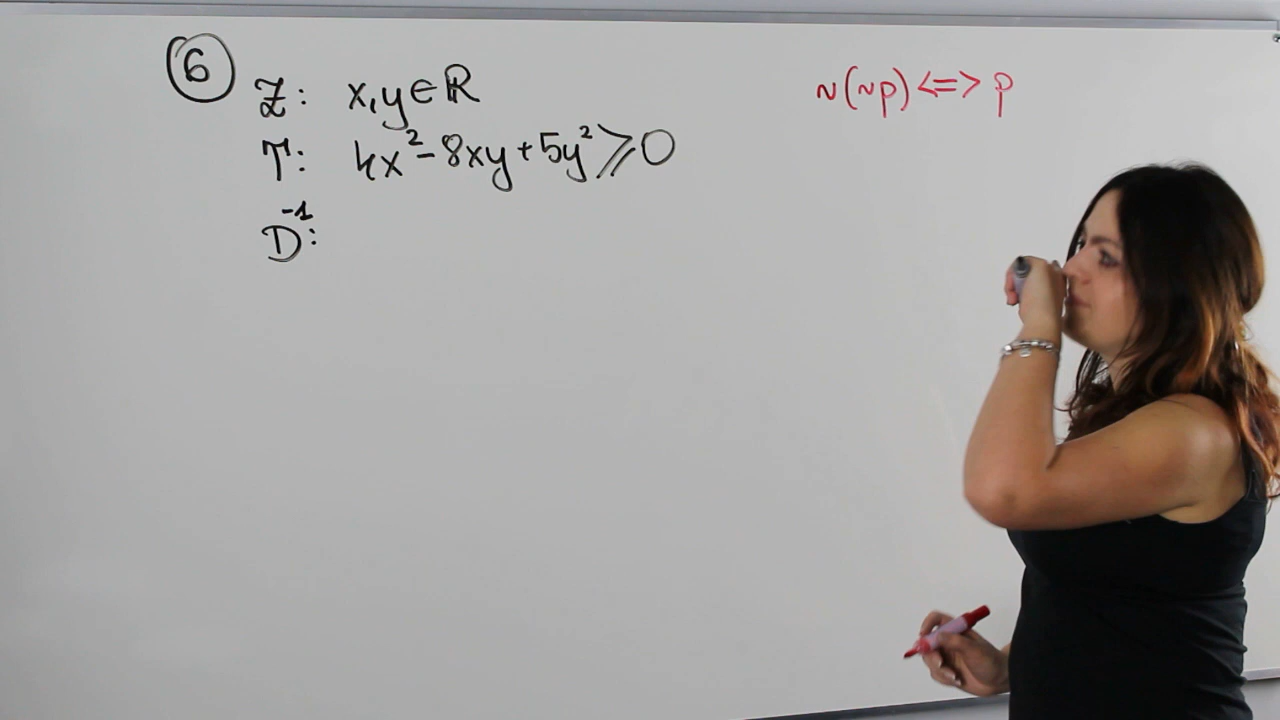 6
Z: x,y∈ℝ
T: 4x²-8xy+5y²⩾0
D⁻¹:
~(~p)<=>p